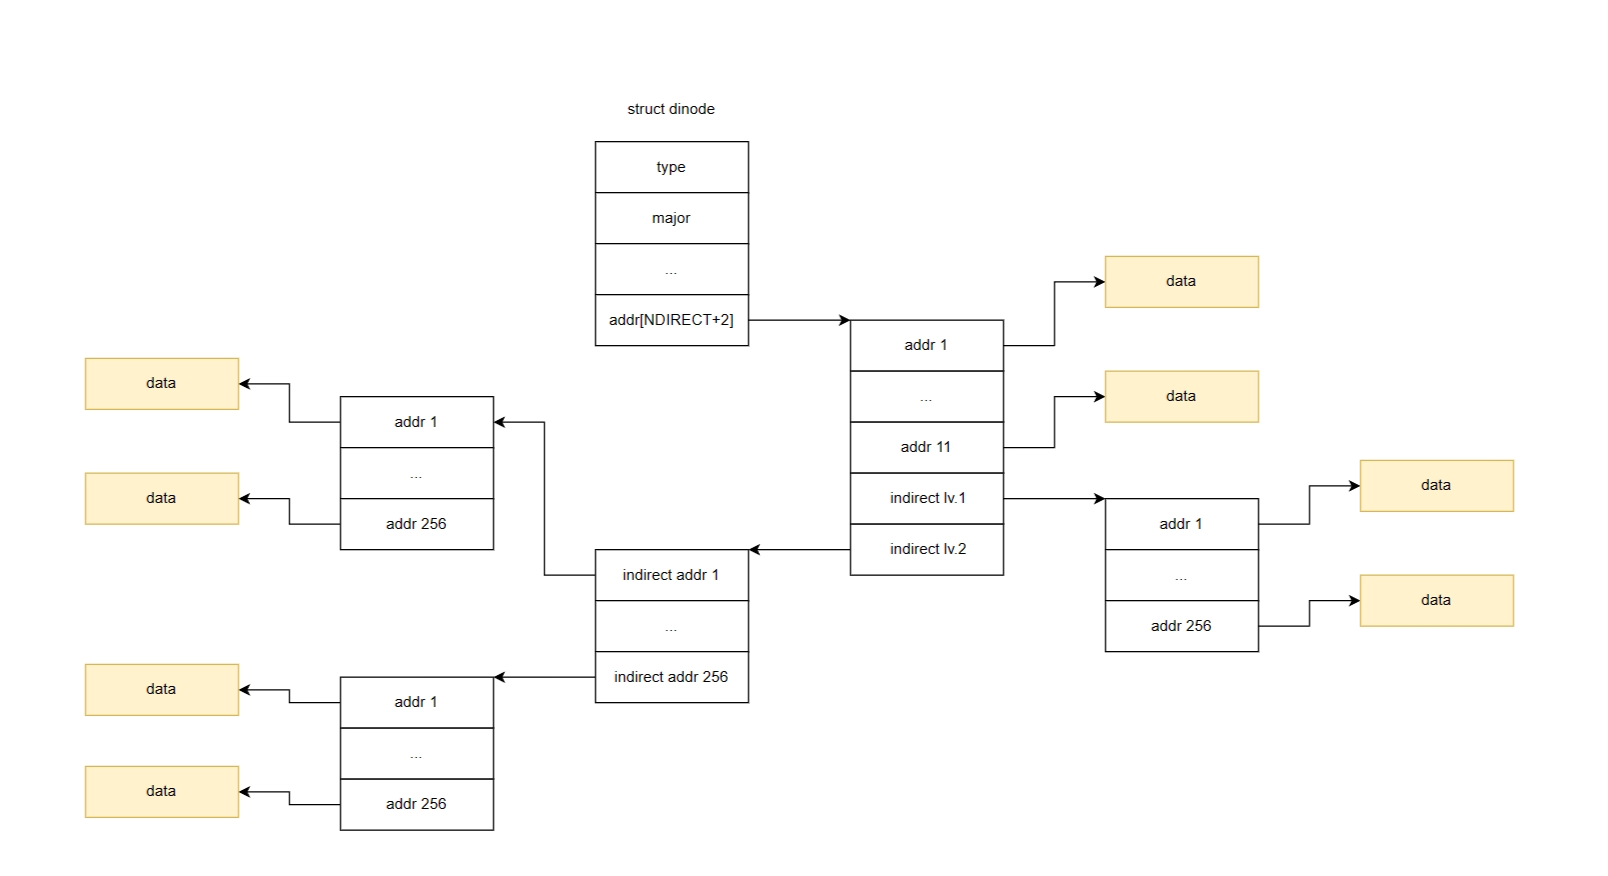 struct dinode
type
major
...
addr[NDIRECT+2]
addr 1
...
addr 11
indirect lv.1
indirect lv.2
data
data
addr 1
...
addr 256
data
data
indirect addr 1
...
indirect addr 256
addr 1
...
addr 256
data
data
addr 1
...
addr 256
data
data